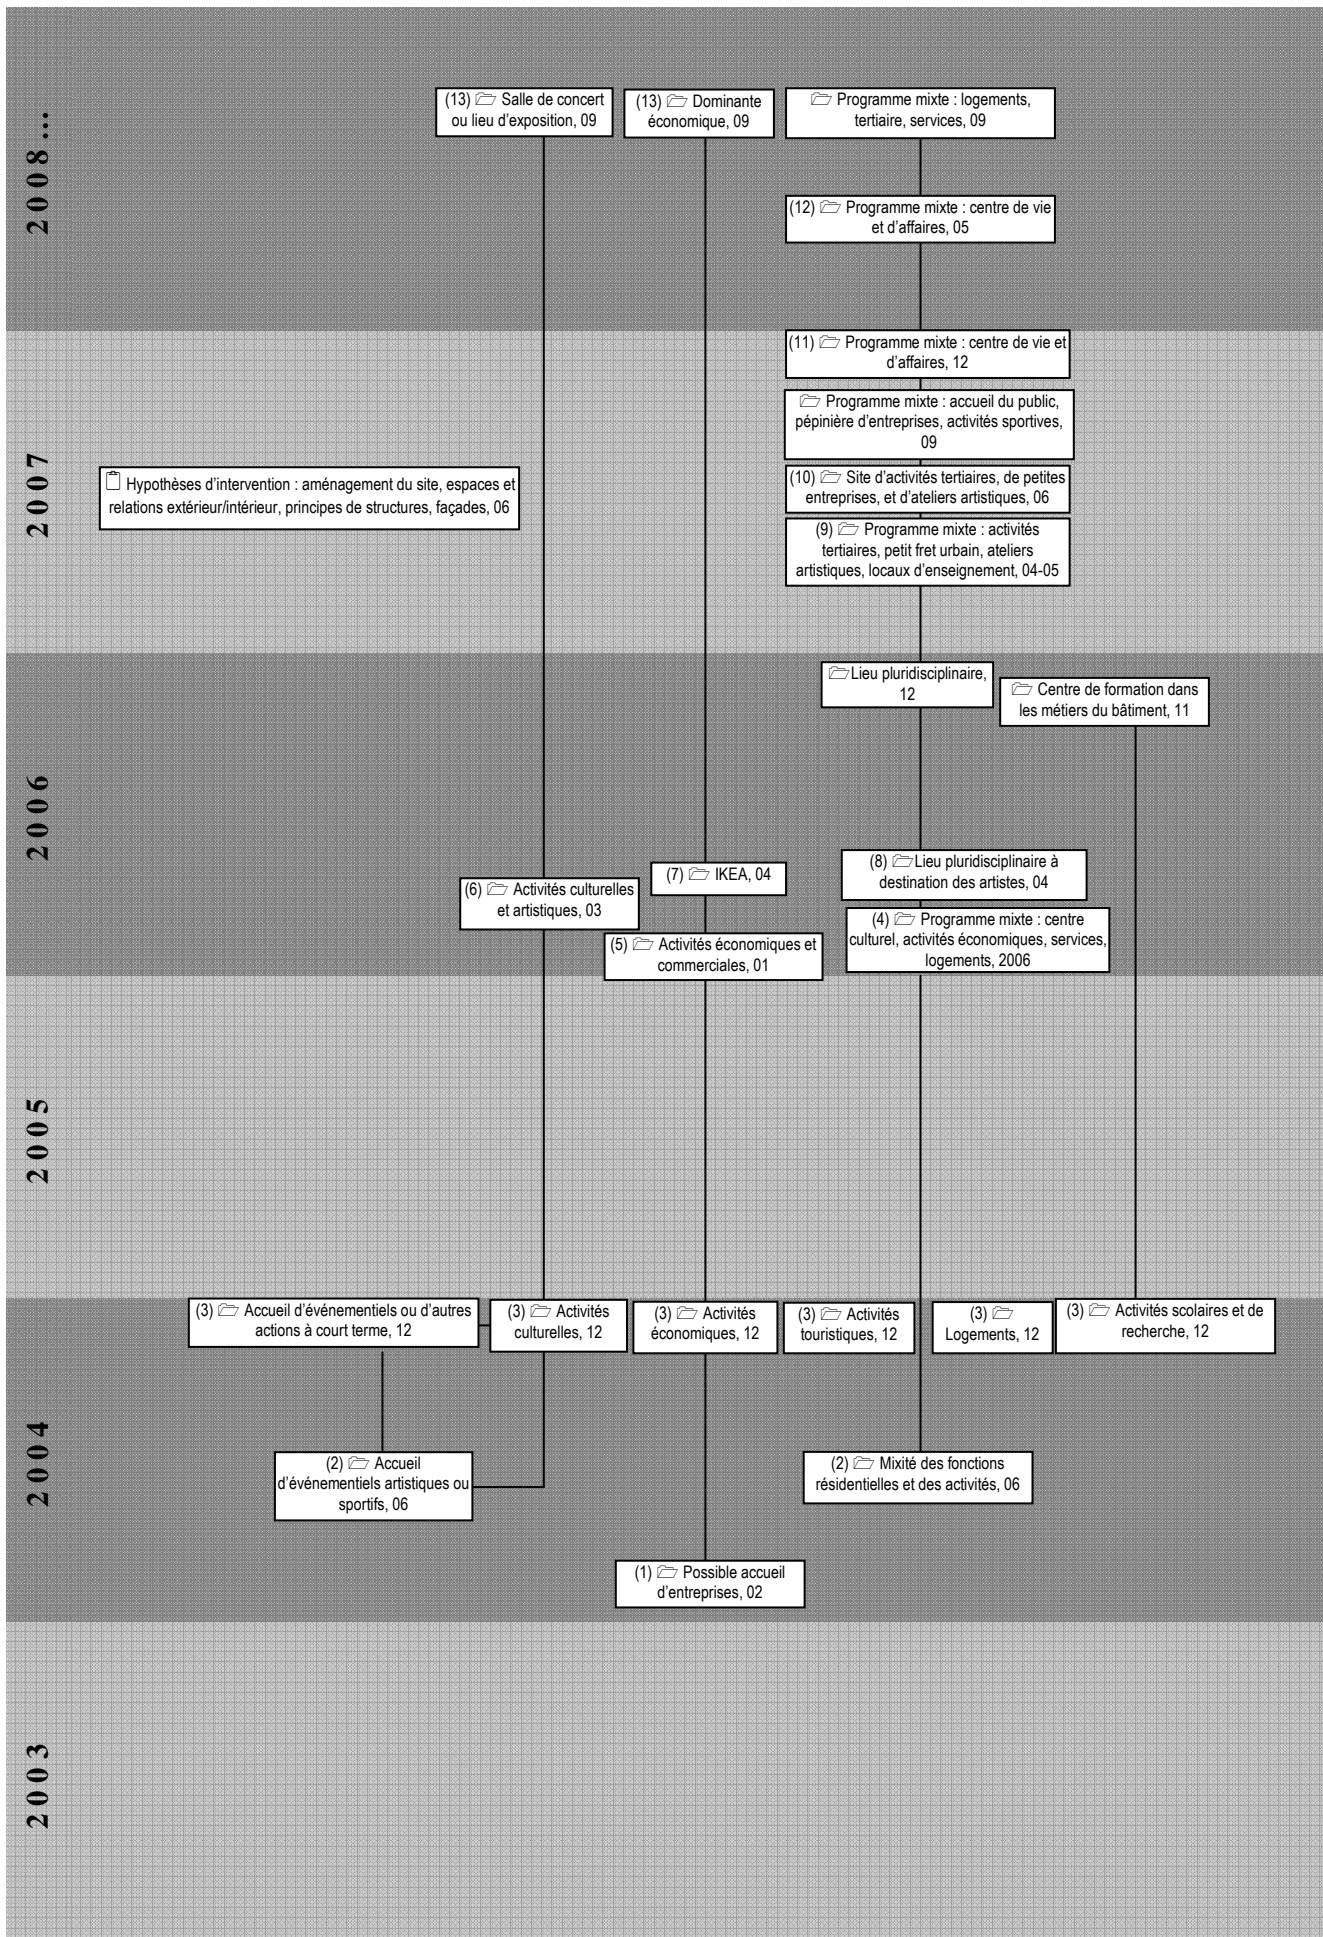 2008...
(13) Salle de concert
ou lieu d'exposition, 09
(13) Dominante
économique, 09
Programme mixte : logements,
tertiaire, services, 09
(12) Programme mixte : centre de vie
et d'affaires, 05
2007
(11) Programme mixte : centre de vie et
d'affaires, 12
Programme mixte : accueil du public,
pépinière d'entreprises, activités sportives,
09
Hypothèses d'intervention : aménagement du site, espaces et
relations extérieur/intérieur, principes de structures, façades, 06
(10) Site d'activités tertiaires, de petites
entreprises, et d'ateliers artistiques, 06
(9) Programme mixte : activités
tertiaires, petit fret urbain, ateliers
artistiques, locaux d'enseignement, 04-05
2006
Lieu pluridisciplinaire,
12
Centre de formation dans
les métiers du bâtiment, 11
(6) Activités culturelles
et artistiques, 03
(7) IKEA, 04
(8) Lieu pluridisciplinaire à
destination des artistes, 04
(5) Activités économiques et
commerciales, 01
(4) Programme mixte : centre
culturel, activités économiques, services,
logements, 2006
2005
2004
(3) Accueil d'événementiels ou d'autres
actions à court terme, 12
(3) Activités
culturelles, 12
(3) Activités
économiques, 12
(3) Activités
touristiques, 12
(3)
Logements, 12
(3) Activités scolaires et de
recherche, 12
(2) Accueil
d'événementiels artistiques ou
sportifs, 06
(2) Mixité des fonctions
résidentielles et des activités, 06
(1) Possible accueil
d'entreprises, 02
2003